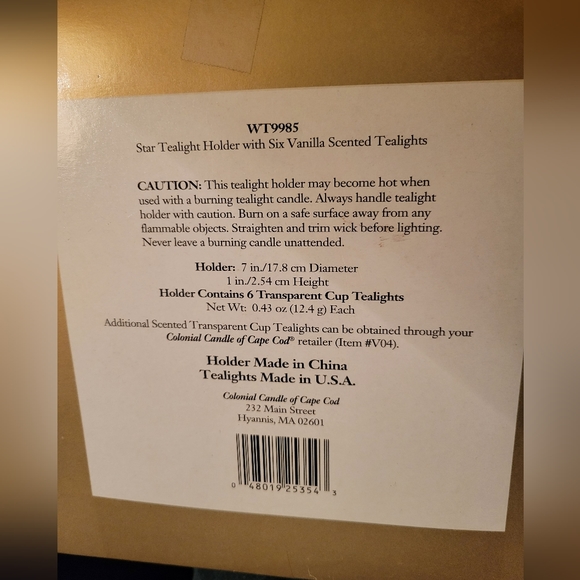 WT9985
Star Tealight Holder with Six Vanilla Scented Tealights
CAUTION: This tealight holder may become hot when
used with a burning tealight candle. Always handle tealight
holder with caution. Burn on a safe surface away from any
flammable objects. Straighten and trim wick before lighting.
Never leave a burning candle unattended.
Holder: 7 in./17.8 cm Diameter
1 in./2.54 cm Height
Holder Contains 6 Transparent Cup Tealights
Net Wt: 0.43 oz (12.4 g) Each
Additional Scented Transparent Cup Tealights can be obtained through your
Colonial Candle of Cape Cod® retailer (Item #V04).
Holder Made in China
Tealights Made in U.S.A.
Colonial Candle of Cape Cod
232 Main Street
Hyannis, MA 02601
0 48019 25354 3